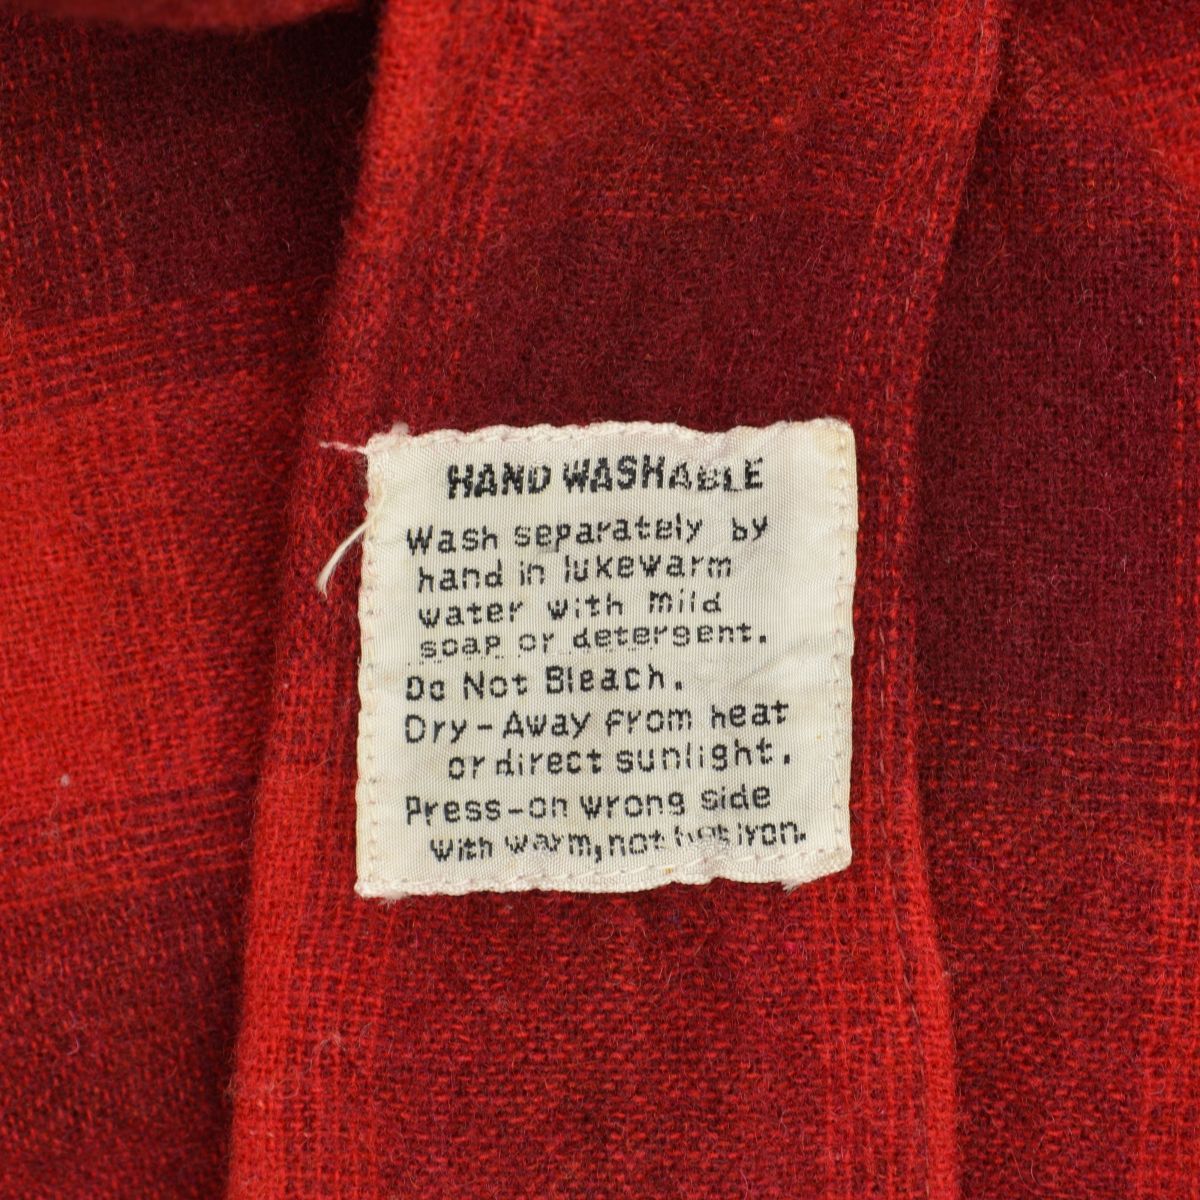 HAND WASHABLE
Wash separately by
hand in lukewarm
water with mild
soap or detergent.
Do Not Bleach.
Dry-Away from heat
or direct sunlight.
Press-on wrong side
with warm, not hot iron.